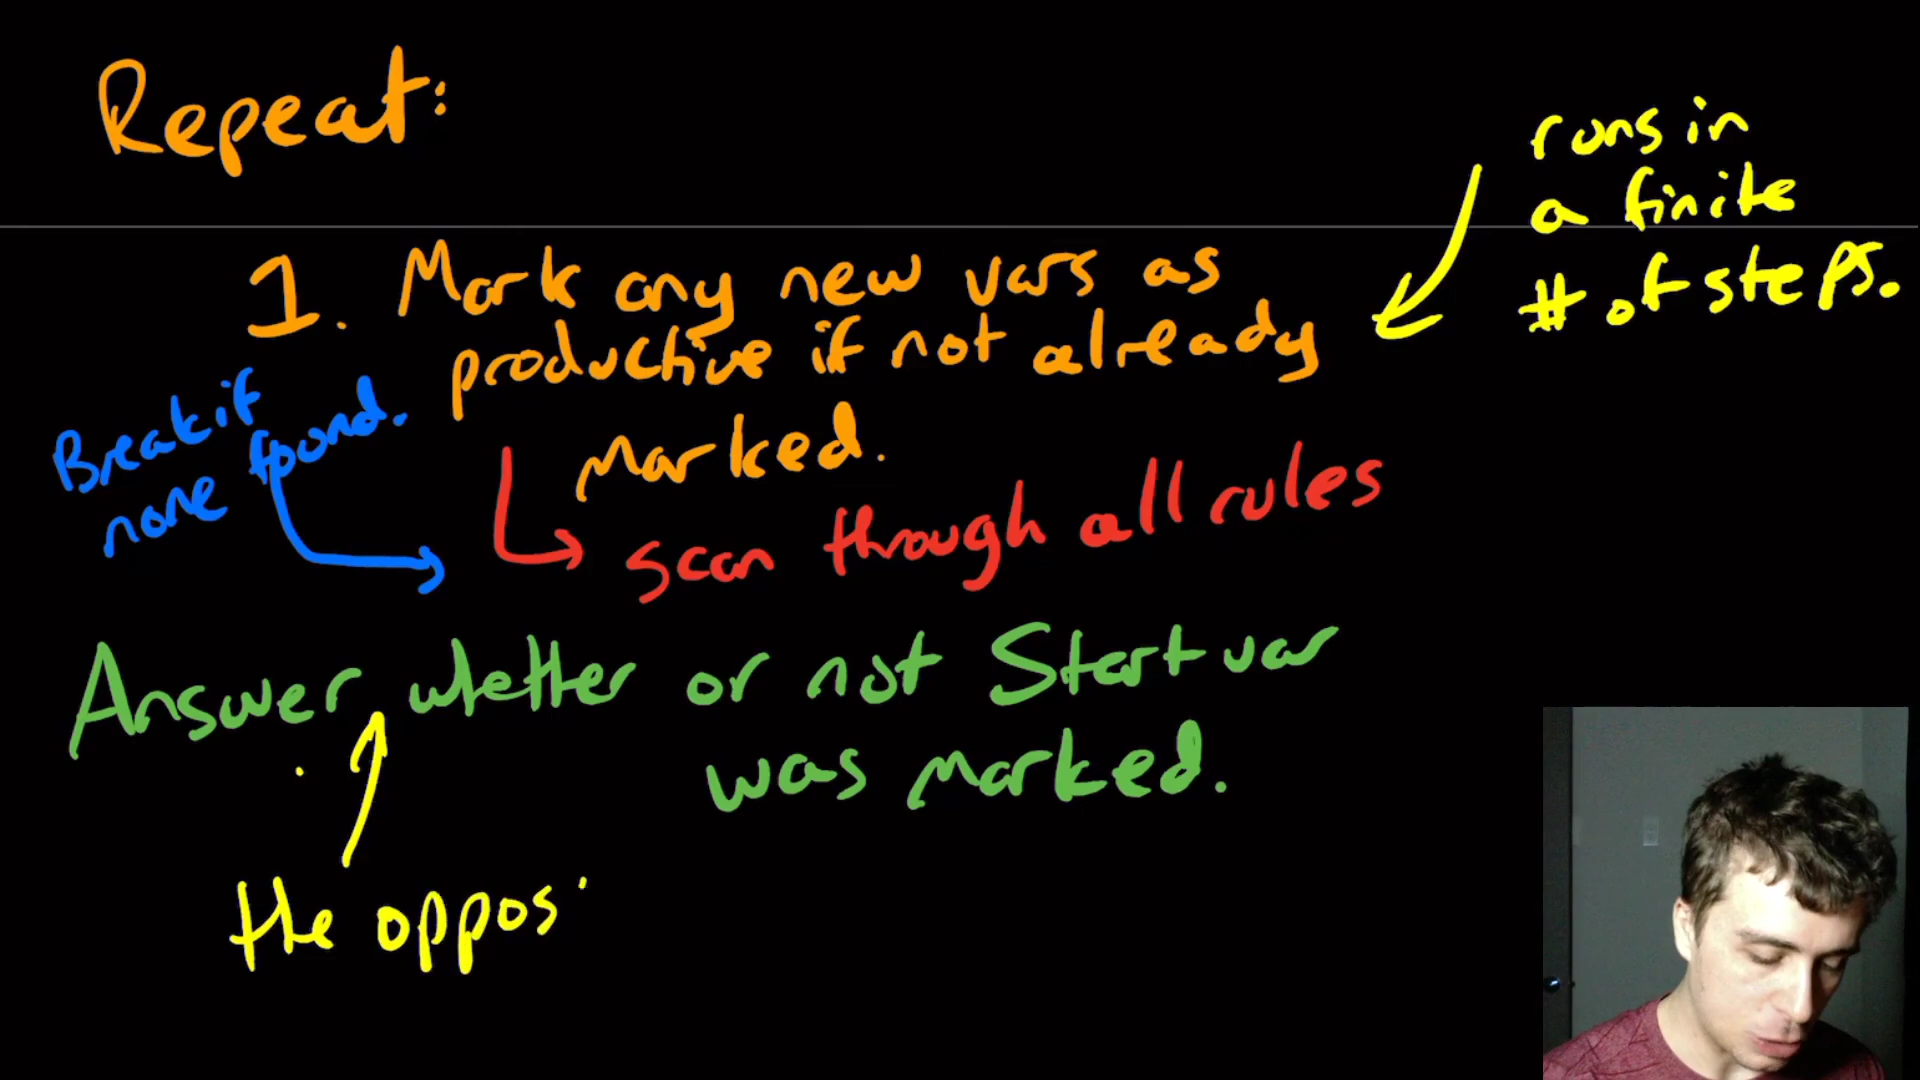 Repeat:
runs in
a finite
# of steps.
1. Mark any new vars as
productive if not already
marked.
Break if
none found.
scan through all rules
Answer whether or not Start var
was marked.
the oppos